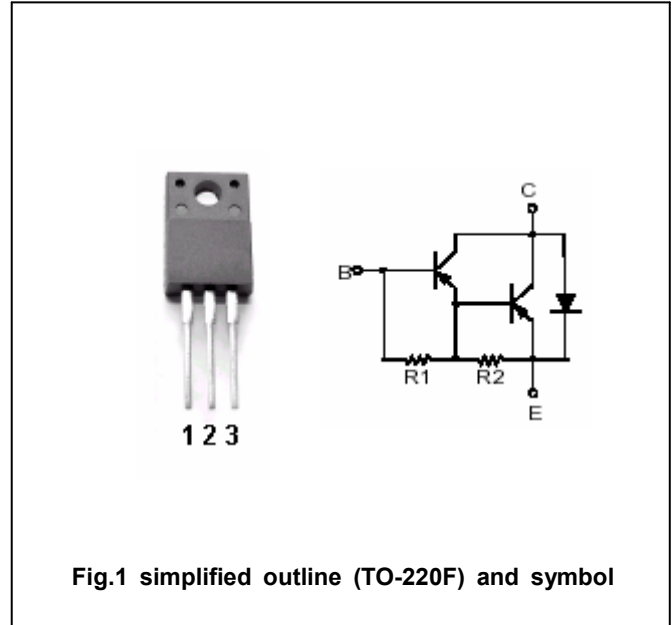 C
B
R1 R2
E
1 2 3
Fig.1 simplified outline (TO-220F) and symbol